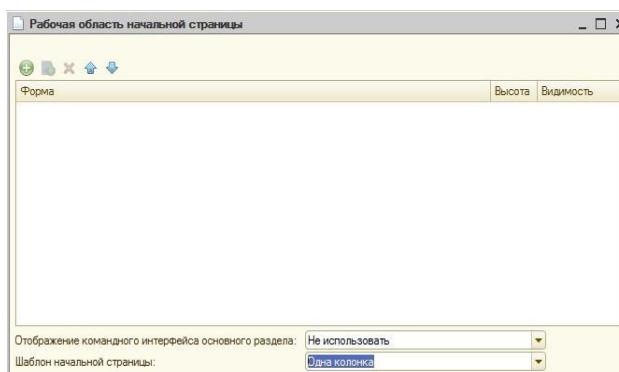 Рабочая область начальной страницы
Форма Высота Видимость
Отображение командного интерфейса основного раздела: Не использовать
Шаблон начальной страницы: Одна колонка